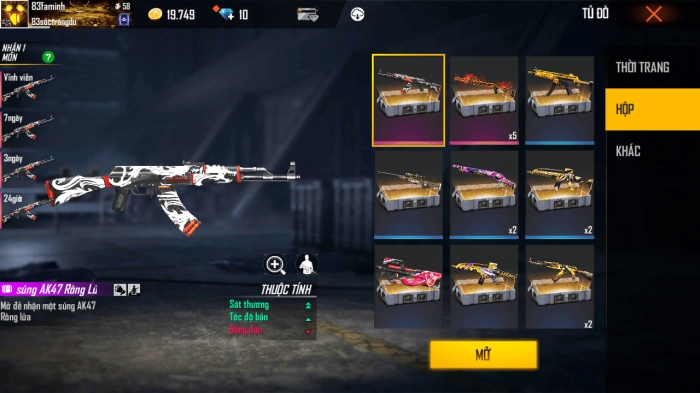 83faminh
58
83sóctrăngdu
19.749
10
TỦ ĐỒ
NHẬN 1
MÓN
7
Vĩnh viễn
7ngày
3ngày
24giờ
x5
x2
x2
x2
THỜI TRANG
HỘP
KHÁC
súng AK47 Rồng Lử
Mở để nhận một súng AK47
Rồng lửa
THUỘC TÍNH
Sát thương
Tốc độ bắn
Băng đạn
MỞ